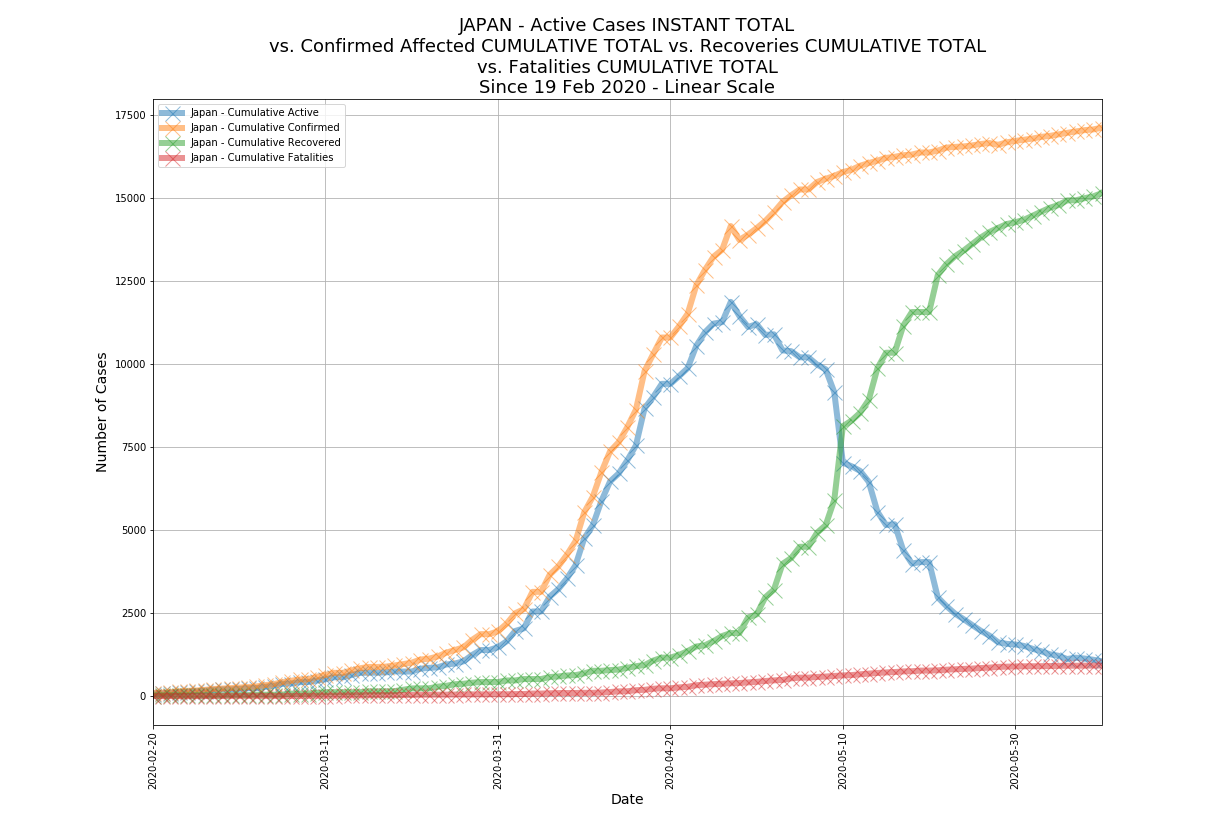 JAPAN - Active Cases INSTANT TOTAL
vs. Confirmed Affected CUMULATIVE TOTAL vs. Recoveries CUMULATIVE TOTAL
vs. Fatalities CUMULATIVE TOTAL
Since 19 Feb 2020 - Linear Scale
Japan - Cumulative Active
Japan - Cumulative Confirmed
Japan - Cumulative Recovered
Japan - Cumulative Fatalities
17500
15000
12500
10000
7500
5000
2500
0
Number of Cases
2020-02-20
2020-03-11
2020-03-31
2020-04-20
2020-05-10
2020-05-30
Date